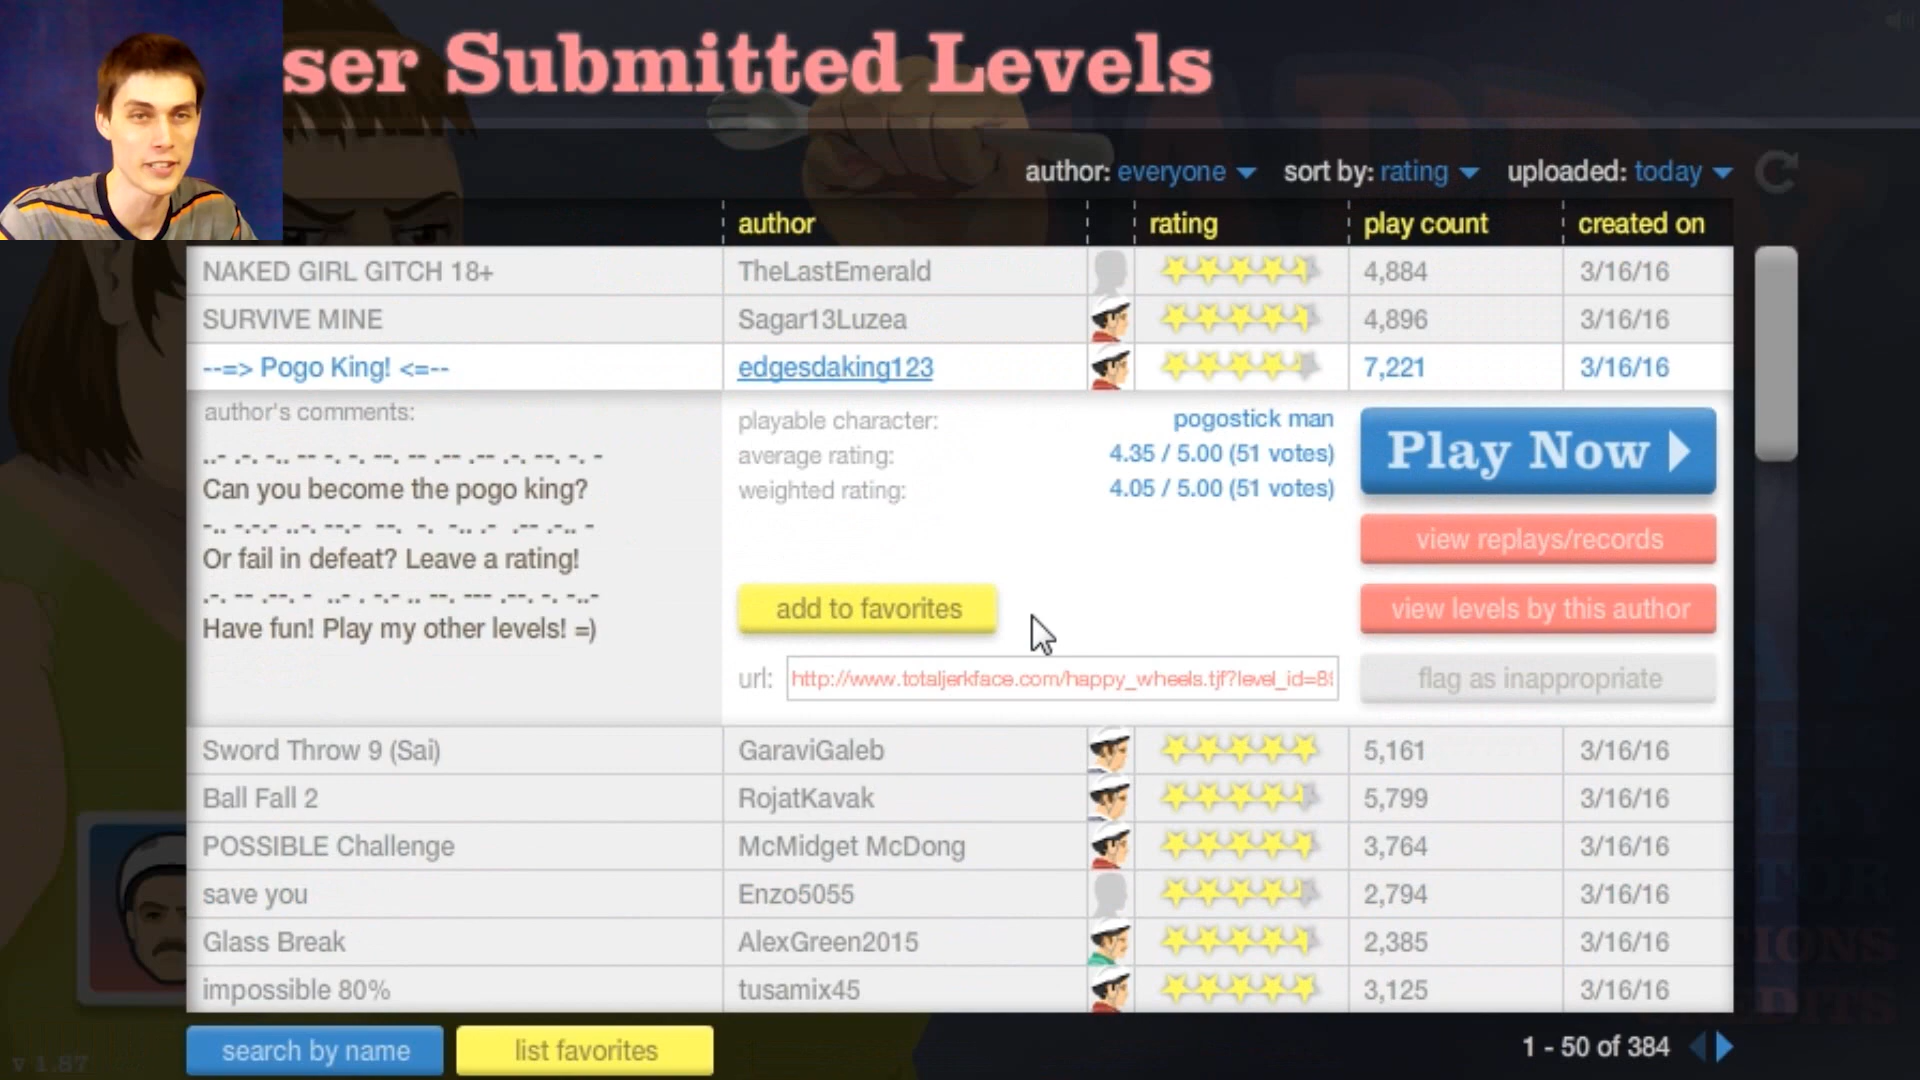 ser Submitted Levels
author: everyone sort by: rating uploaded: today
author rating play count created on
NAKED GIRL GITCH 18+ TheLastEmerald 4,884 3/16/16
SURVIVE MINE Sagar13Luzea 4,896 3/16/16
--=> Pogo King! <=-- edgesdaking123 7,221 3/16/16
author's comments:
..- .-. -.. -- -. -. --. -- .-- .-- .-. --. -. -
Can you become the pogo king?
-.. -.-.- ..-. --.- --. -. -.. .- .-- .-.. -
Or fail in defeat? Leave a rating!
.-. -- .--. - ..- . -.- .. --. --- .--. -. -..-
Have fun! Play my other levels! =)
playable character: pogostick man
average rating: 4.35 / 5.00 (51 votes)
weighted rating: 4.05 / 5.00 (51 votes)
add to favorites
url: http://www.totaljerkface.com/happy_wheels.tjf?level_id=8
Play Now
view replays/records
view levels by this author
flag as inappropriate
Sword Throw 9 (Sai) GaraviGaleb 5,161 3/16/16
Ball Fall 2 RojatKavak 5,799 3/16/16
POSSIBLE Challenge McMidget McDong 3,764 3/16/16
save you Enzo5055 2,794 3/16/16
Glass Break AlexGreen2015 2,385 3/16/16
impossible 80% tusamix45 3,125 3/16/16
search by name list favorites 1 - 50 of 384
v 1.87